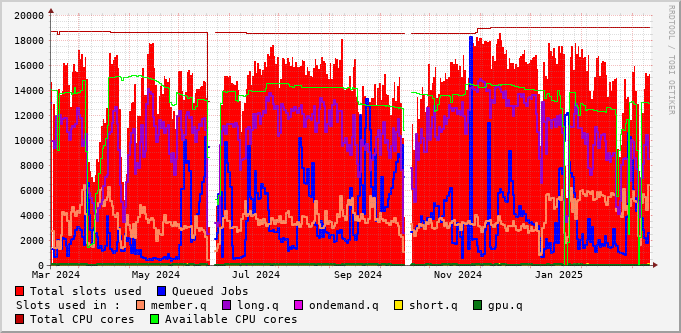 20000
18000
16000
14000
12000
10000
8000
6000
4000
2000
0
Mar 2024 May 2024 Jul 2024 Sep 2024 Nov 2024 Jan 2025
Total slots used Queued Jobs
Slots used in : member.q long.q ondemand.q short.q gpu.q
Total CPU cores Available CPU cores
RRDTOOL / TOBI OETIKER